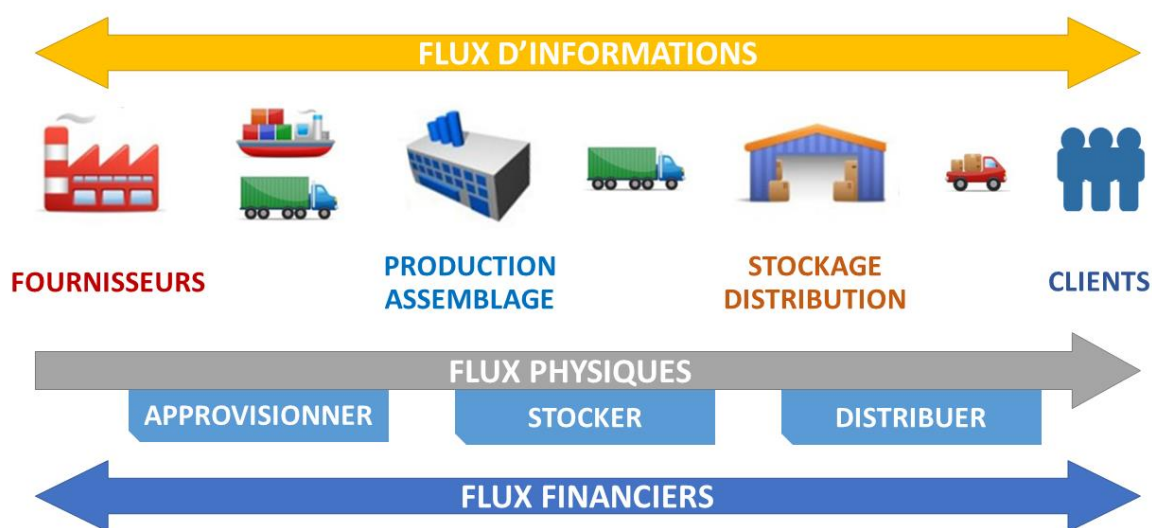 FLUX D’INFORMATIONS
FOURNISSEURS
PRODUCTION
ASSEMBLAGE
STOCKAGE
DISTRIBUTION
CLIENTS
FLUX PHYSIQUES
APPROVISIONNER
STOCKER
DISTRIBUER
FLUX FINANCIERS